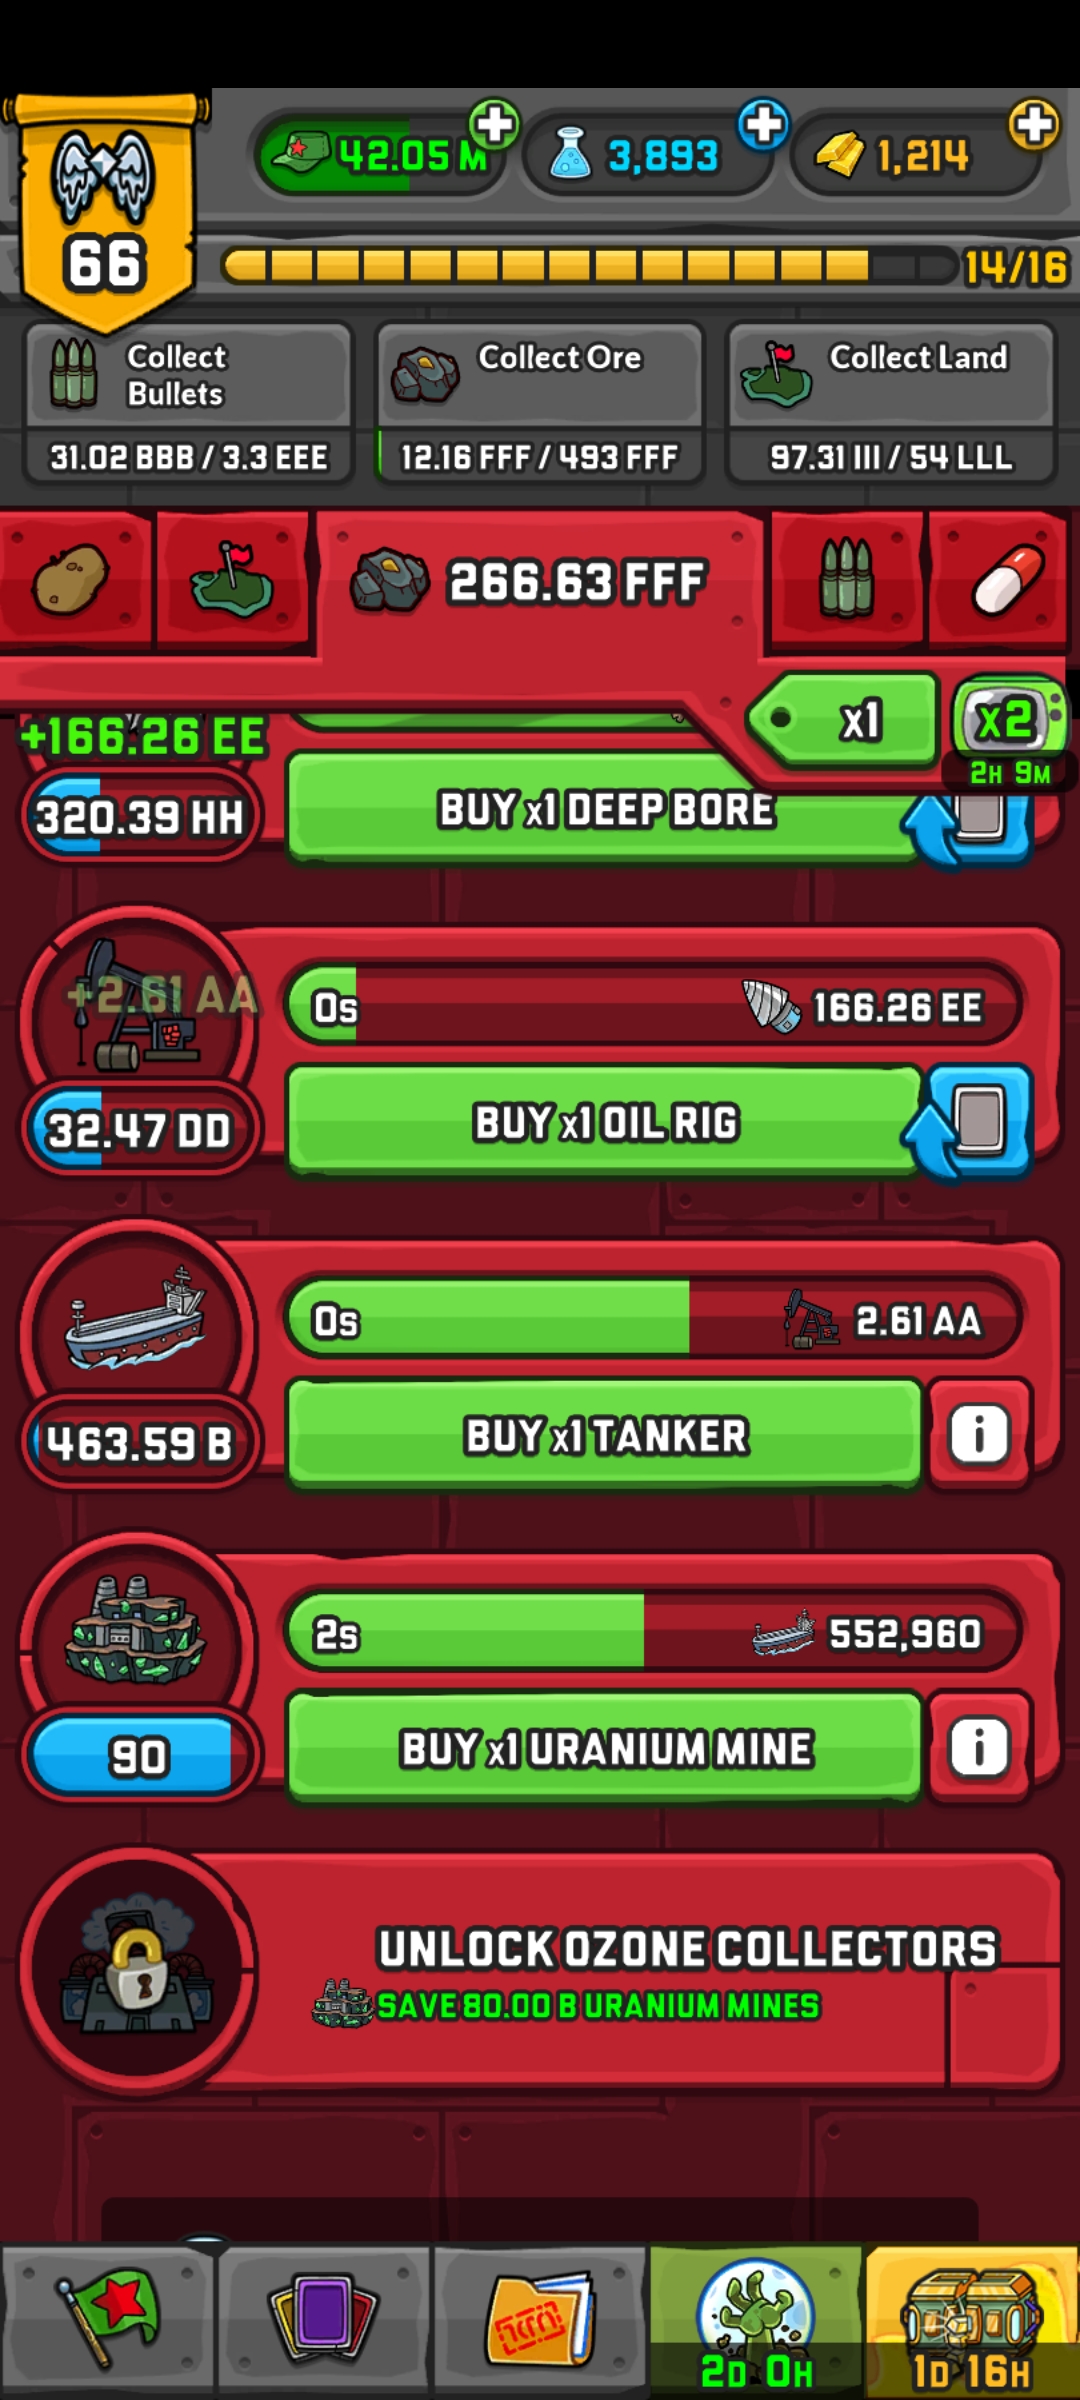 42.05 M
3,893
1,214
66
14/16
Collect
Bullets
31.02 BBB / 3.3 EEE
Collect Ore
12.16 FFF / 493 FFF
Collect Land
97.31 III / 54 LLL
266.63 FFF
x1
x2
2H 9M
+166.26 EE
320.39 HH
BUY x1 DEEP BORE
+2.61 AA
0s
166.26 EE
32.47 DD
BUY x1 OIL RIG
0s
2.61 AA
463.59 B
BUY x1 TANKER
i
2s
552,960
90
BUY x1 URANIUM MINE
i
UNLOCK OZONE COLLECTORS
SAVE 80.00 B URANIUM MINES
2D 0H
1D 16H